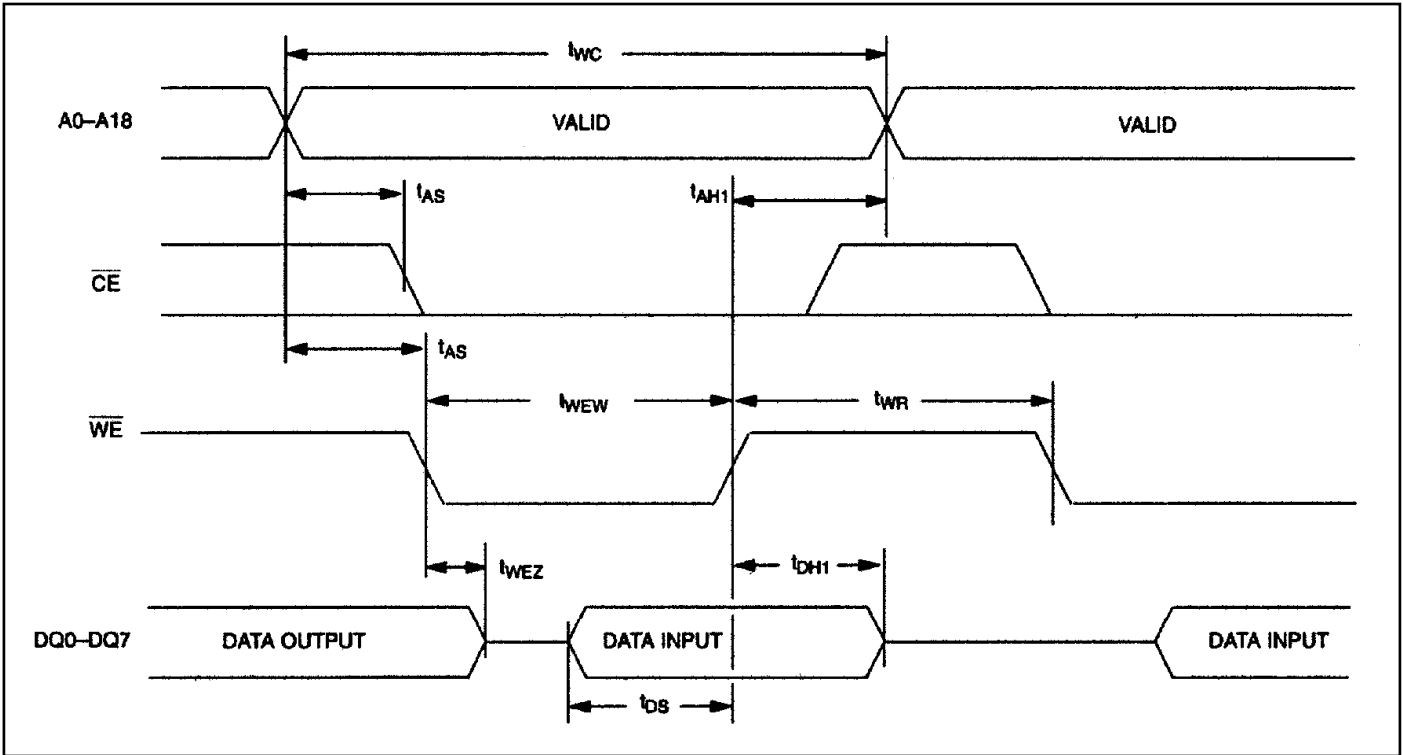 tWC
A0–A18
VALID
VALID
tAS
tAH1
CE
tAS
tWEW
tWR
WE
tWEZ
tDH1
DQ0–DQ7
DATA OUTPUT
DATA INPUT
DATA INPUT
tDS